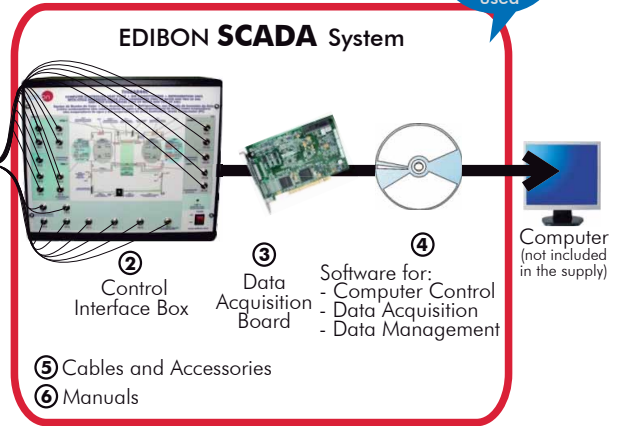 used
EDIBON SCADA System
2
Control
Interface Box
3
Data
Acquisition
Board
4
Software for:
- Computer Control
- Data Acquisition
- Data Management
Computer
(not included
in the supply)
5 Cables and Accessories
6 Manuals